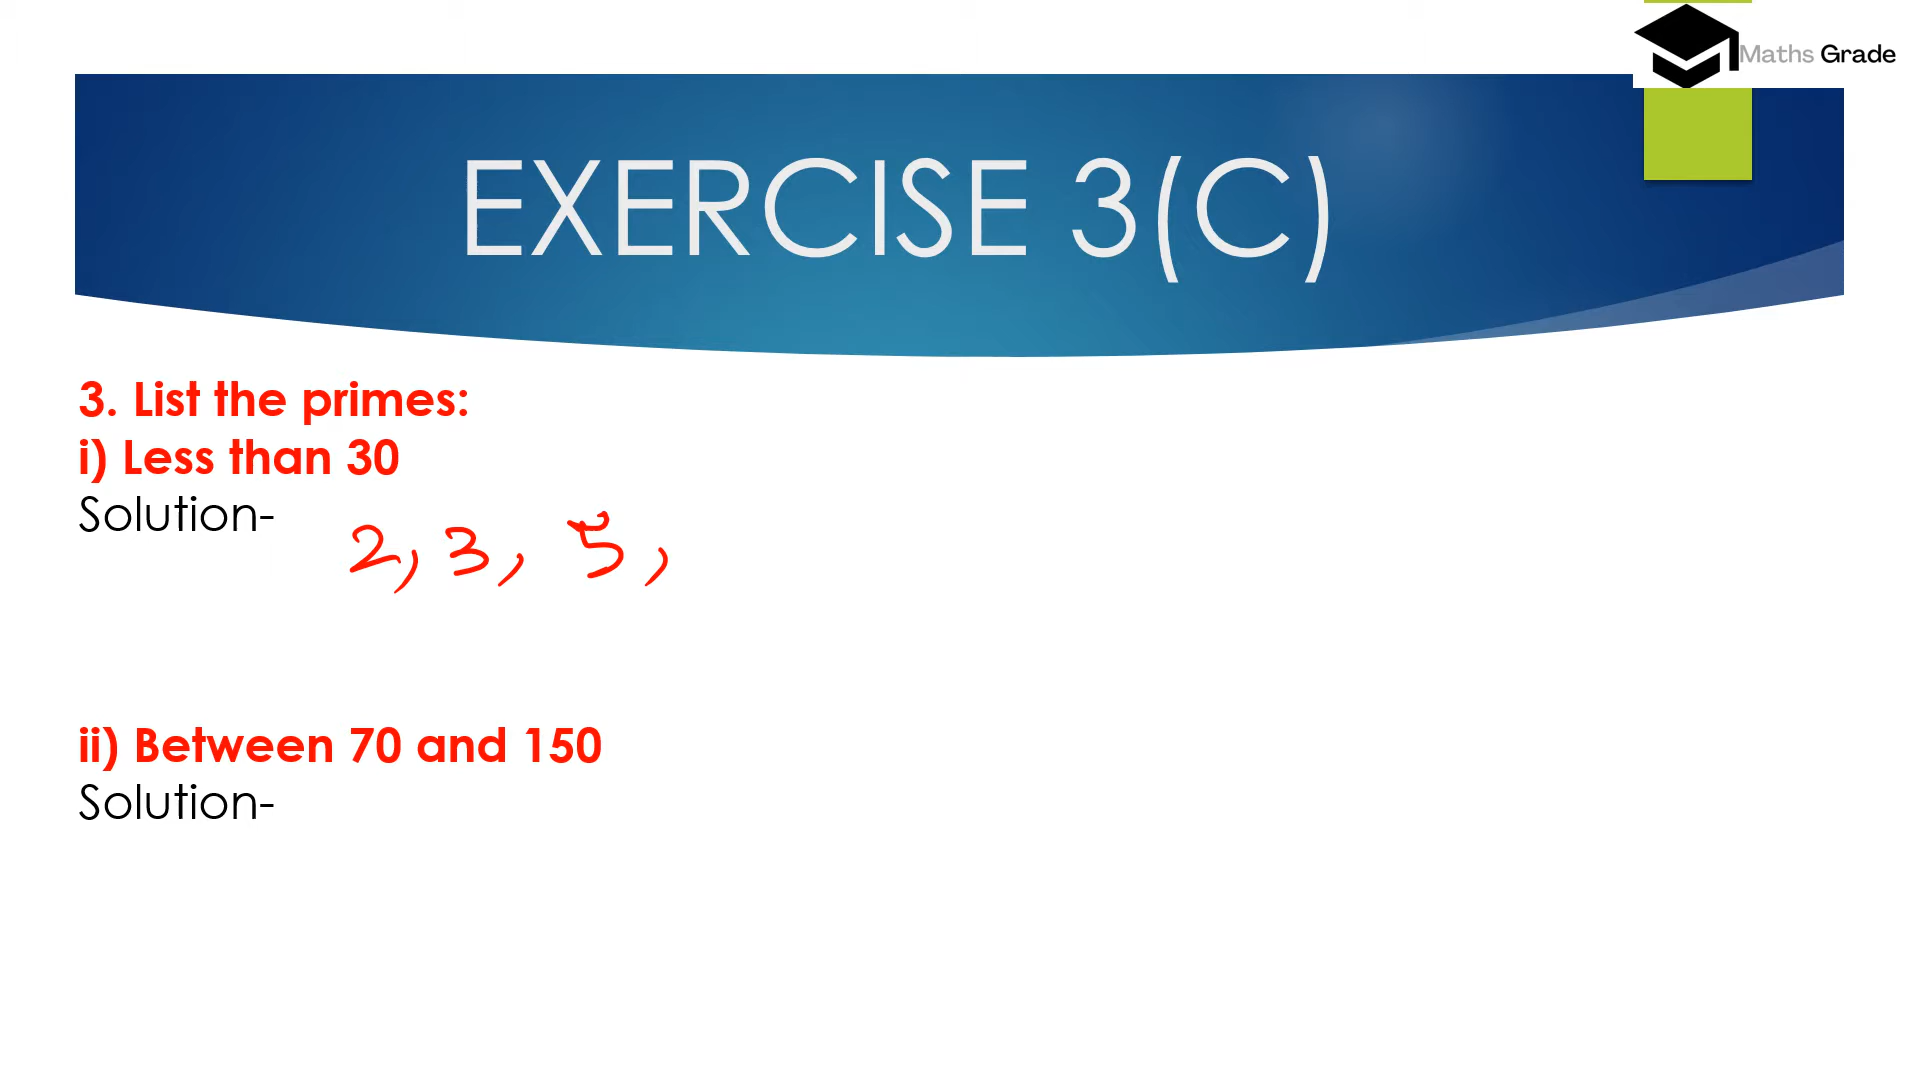 Maths Grade
EXERCISE 3(C)
3. List the primes:
i) Less than 30
Solution-
2, 3, 5,
ii) Between 70 and 150
Solution-